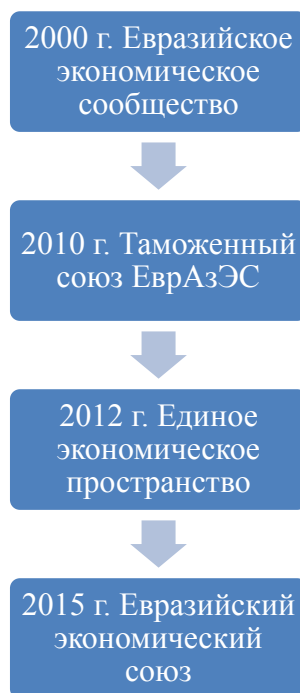 2000 г. Евразийское
экономическое
сообщество
2010 г. Таможенный
союз ЕврАзЭС
2012 г. Единое
экономическое
пространство
2015 г. Евразийский
экономический
союз